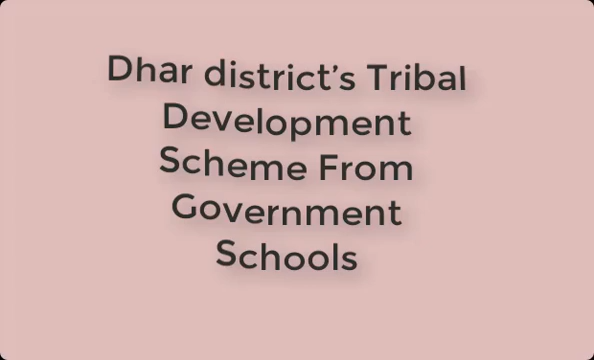 Dhar district’s Tribal
Development
Scheme From
Government
Schools